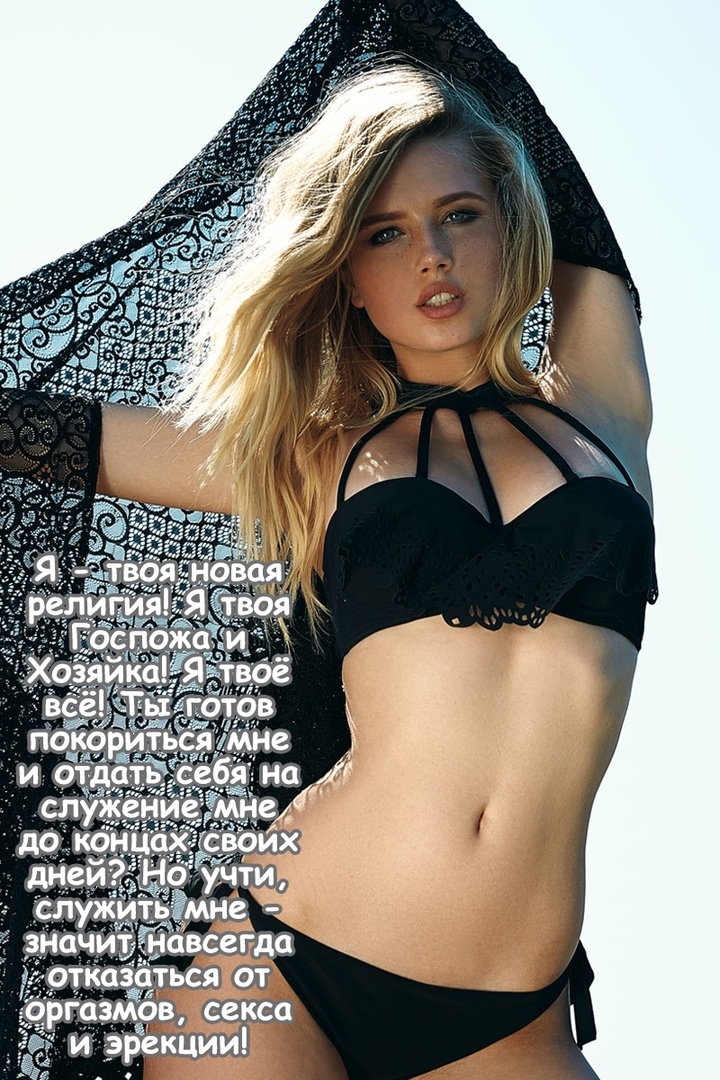 Я - твоя новая
религия! Я твоя
Госпожа и
Хозяйка! Я твоё
всё! Ты готов
покориться мне
и отдать себя на
служение мне
до концах своих
дней? Но учти,
служить мне -
значит навсегда
отказаться от
оргазмов, секса
и эрекции!